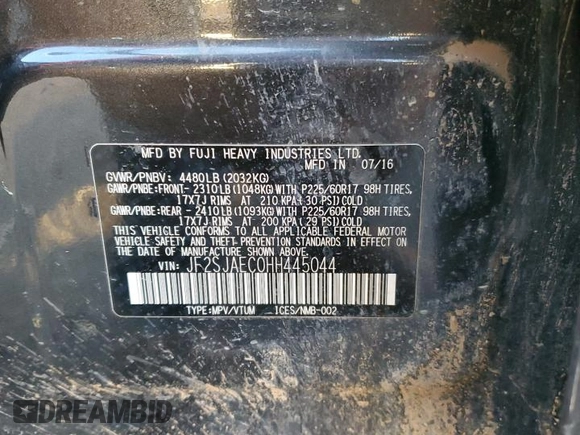 MFD BY FUJI HEAVY INDUSTRIES LTD.
MFD IN 07/16
GVWR/PNBV: 4480LB(2032KG)
GAWR/PNBE:FRONT- 2310LB(1048KG)WITH P225/60R17 98H TIRES,
17X7J RIMS AT 210 KPA(30 PSI)COLD
GAWR/PNBE:REAR - 2410LB(1093KG)WITH P225/60R17 98H TIRES,
17X7J RIMS AT 200 KPA(29 PSI)COLD
THIS VEHICLE CONFORMS TO ALL APPLICABLE FEDERAL MOTOR
VEHICLE SAFETY AND BUMPER STANDARDS IN EFFECT ON THE
DATE OF MANUFACTURE SHOWN ABOVE.
VIN: JF2SJAEC0HH445044
TYPE:MPV/VTUM ICES/NMB-002
DREAMBID